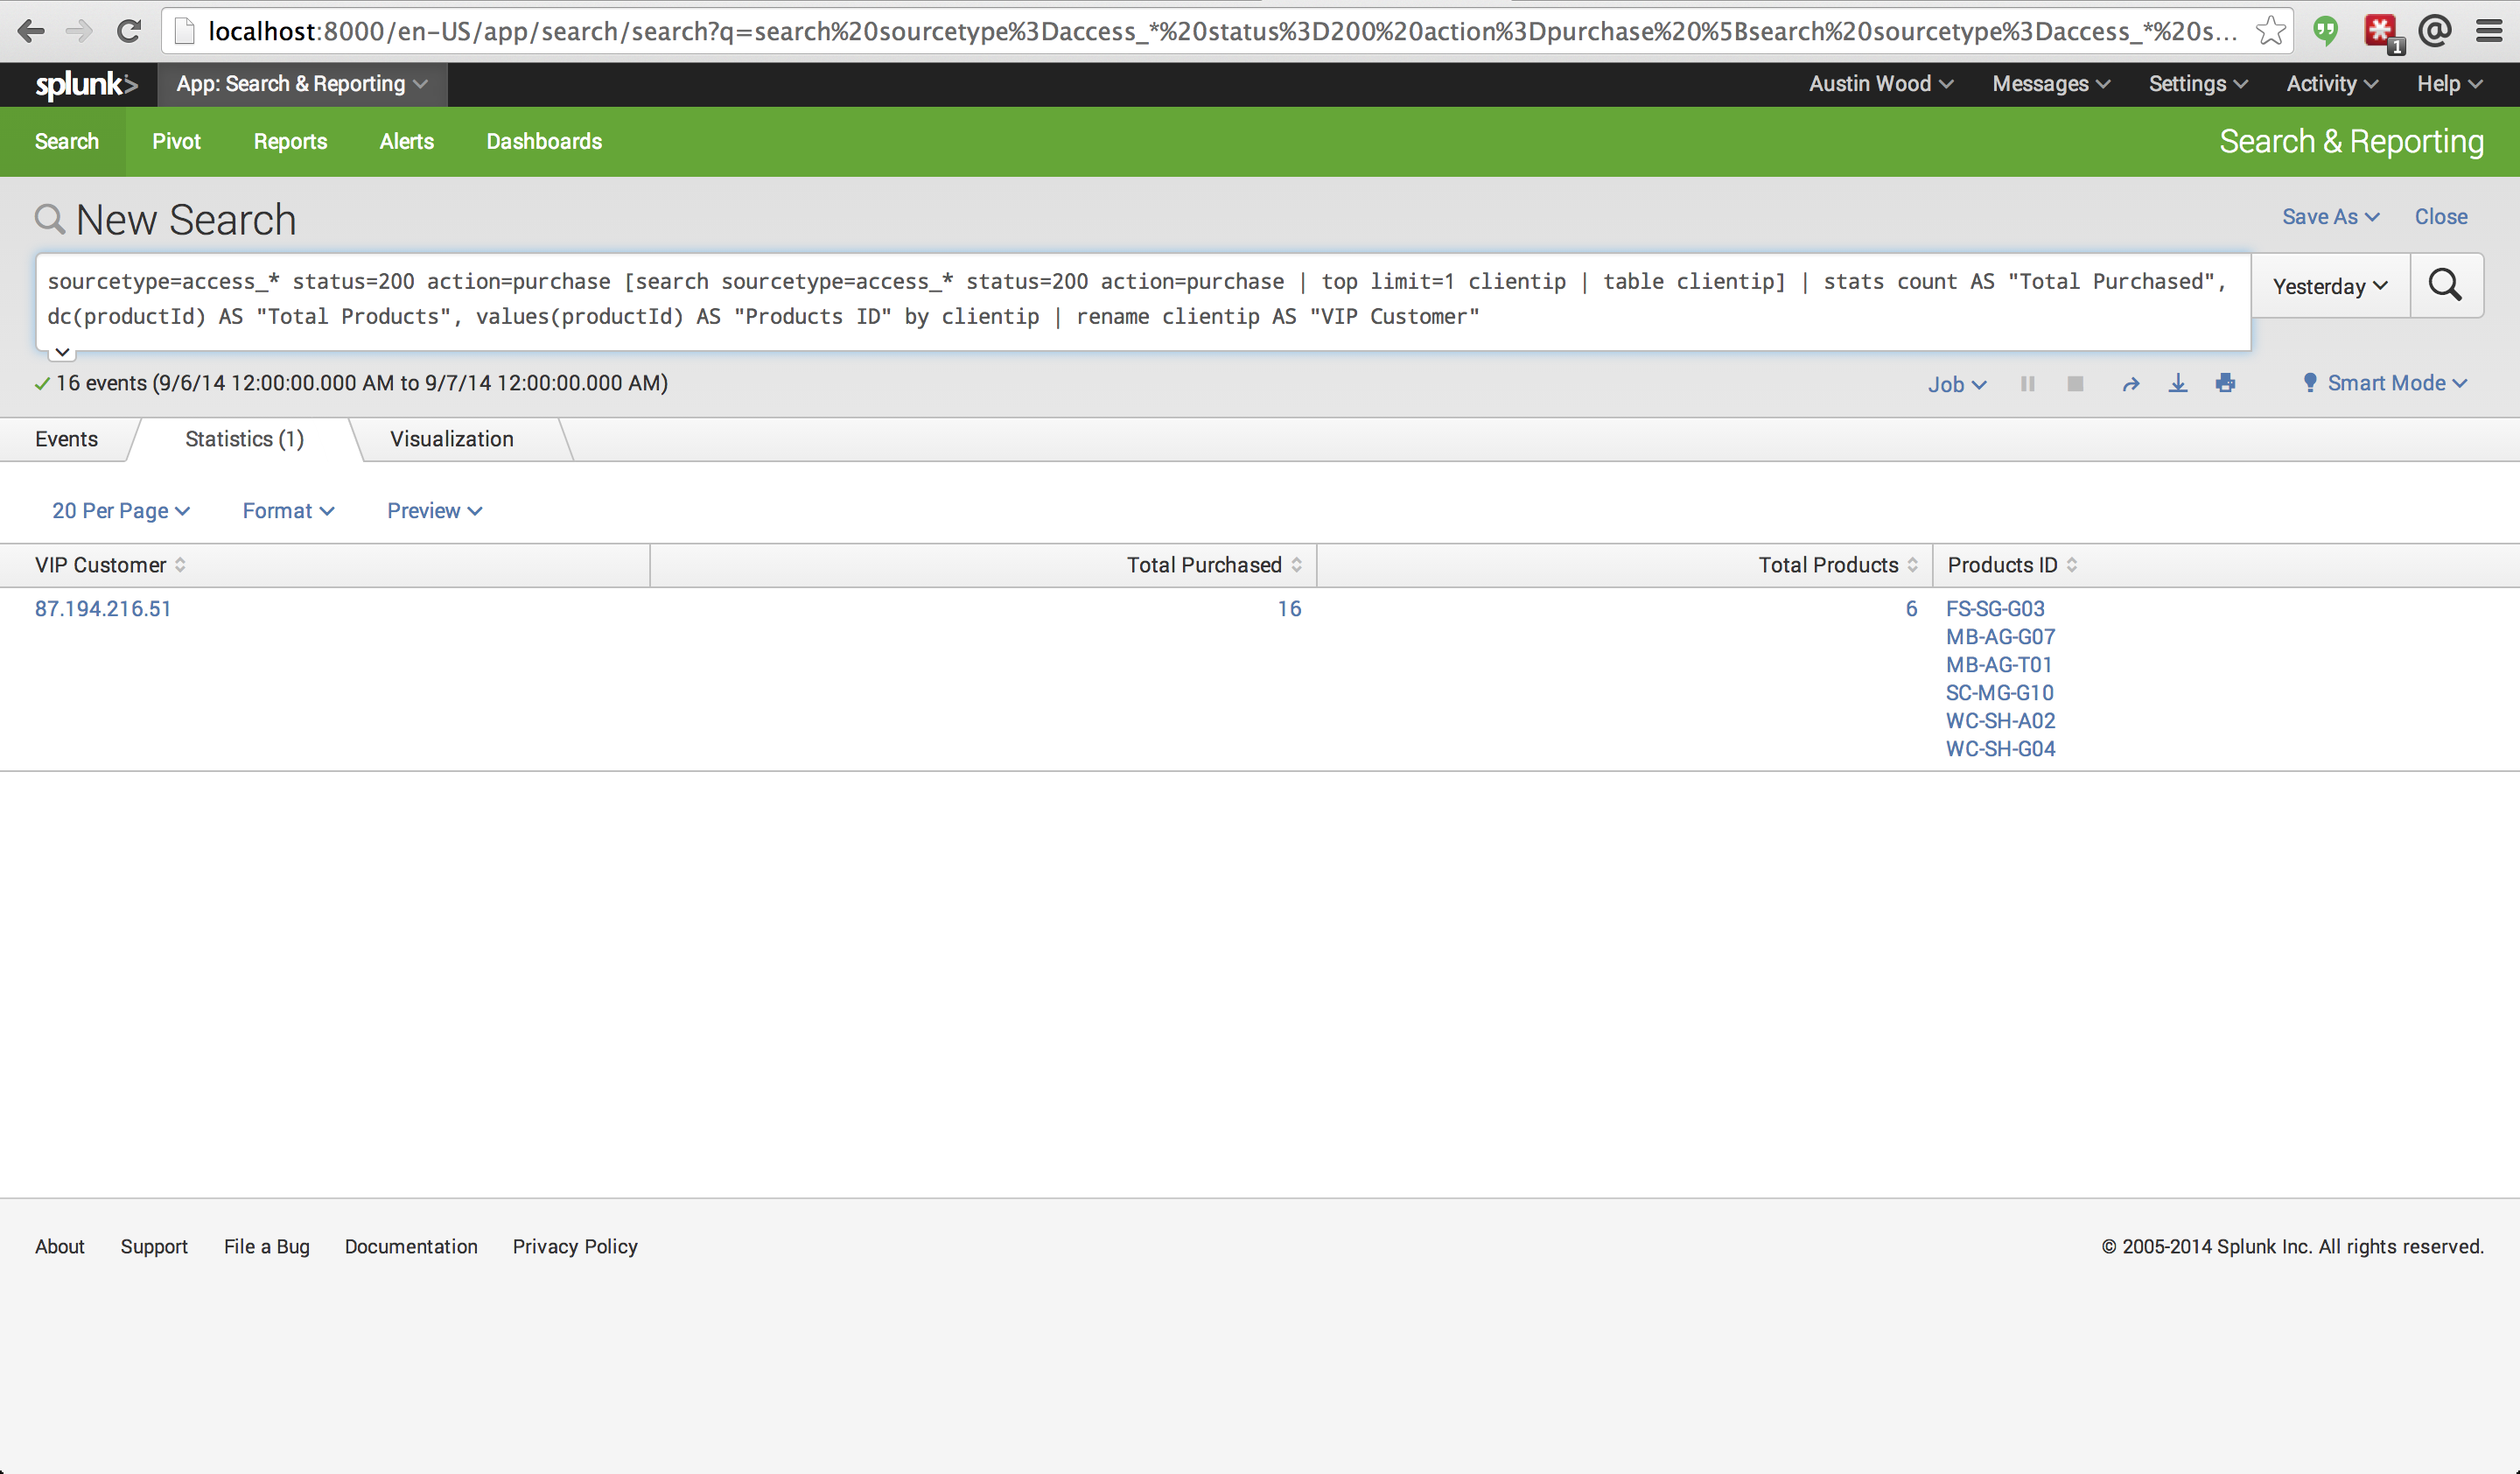 localhost:8000/en-US/app/search/search?q=search%20sourcetype%3Daccess_*%20status%3D200%20action%3Dpurchase%20%5Bsearch%20sourcetype%3Daccess_*%20s...
1
splunk> App: Search & Reporting Austin Wood Messages Settings Activity Help
Search Pivot Reports Alerts Dashboards Search & Reporting
New Search Save As Close
sourcetype=access_* status=200 action=purchase [search sourcetype=access_* status=200 action=purchase | top limit=1 clientip | table clientip] | stats count AS "Total Purchased",
dc(productId) AS "Total Products", values(productId) AS "Products ID" by clientip | rename clientip AS "VIP Customer"
Yesterday
16 events (9/6/14 12:00:00.000 AM to 9/7/14 12:00:00.000 AM) Job Smart Mode
Events Statistics (1) Visualization
20 Per Page Format Preview
VIP Customer Total Purchased Total Products Products ID
87.194.216.51 16 6 FS-SG-G03
MB-AG-G07
MB-AG-T01
SC-MG-G10
WC-SH-A02
WC-SH-G04
About Support File a Bug Documentation Privacy Policy © 2005-2014 Splunk Inc. All rights reserved.